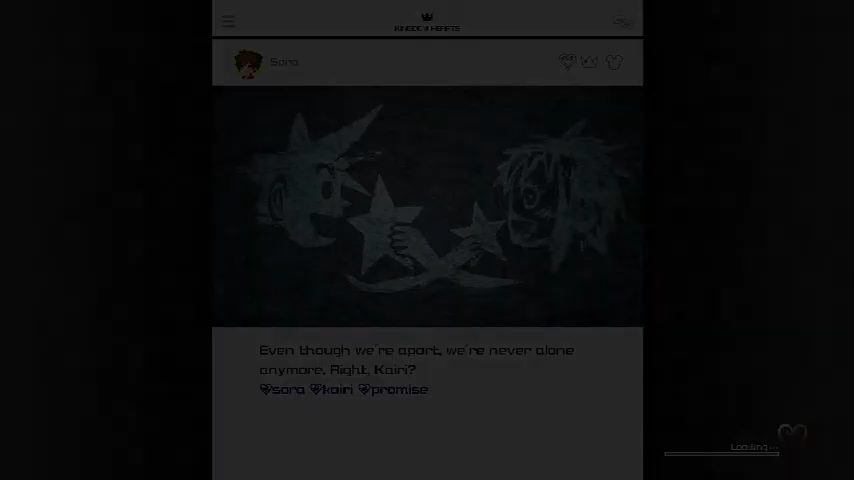 KINGDOM HEARTS
Sora
Even though we're apart, we're never alone
anymore. Right, Kairi?
sora kairi promise
Loading...